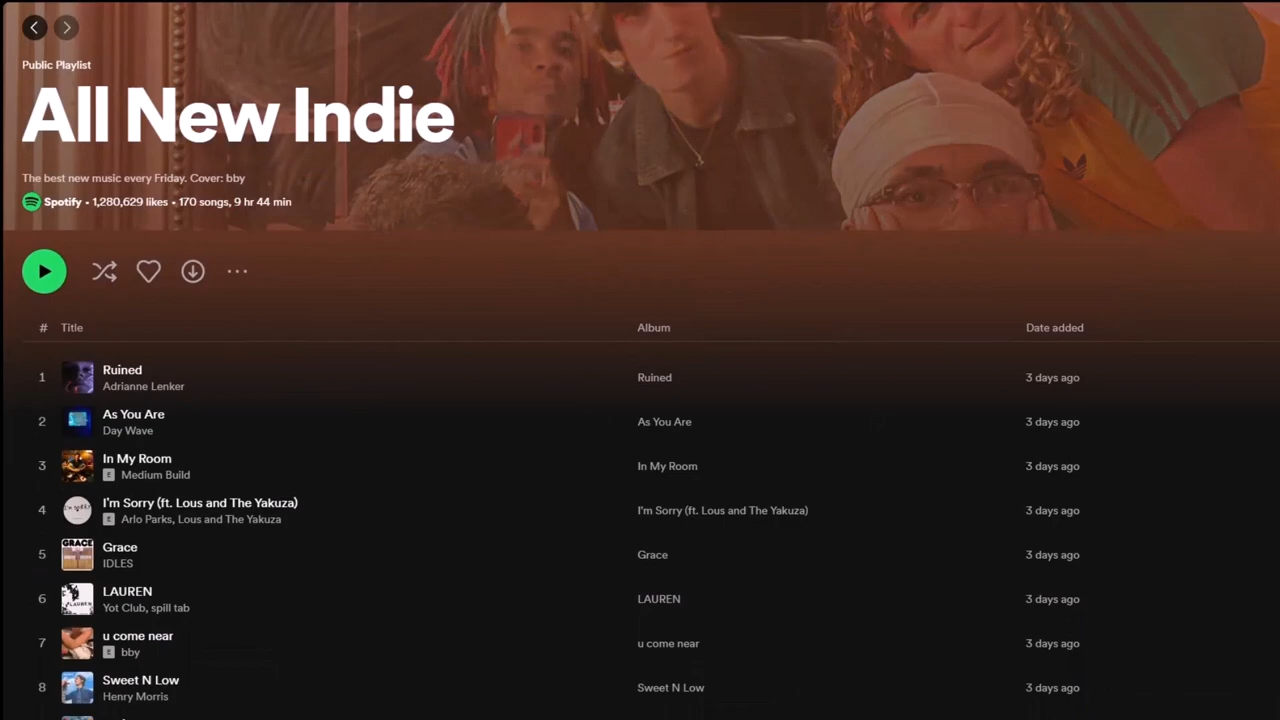 Public Playlist
All New Indie
The best new music every Friday. Cover: bby
Spotify • 1,280,629 likes • 170 songs, 9 hr 44 min
# Title Album Date added
1 Ruined Ruined 3 days ago
Adrianne Lenker
2 As You Are As You Are 3 days ago
Day Wave
3 In My Room In My Room 3 days ago
E Medium Build
4 I'm Sorry (ft. Lous and The Yakuza) I'm Sorry (ft. Lous and The Yakuza) 3 days ago
E Arlo Parks, Lous and The Yakuza
5 Grace Grace 3 days ago
GRACE
IDLES
6 LAUREN LAUREN 3 days ago
LAUREN
Yot Club, spill tab
7 u come near u come near 3 days ago
E bby
8 Sweet N Low Sweet N Low 3 days ago
Henry Morris